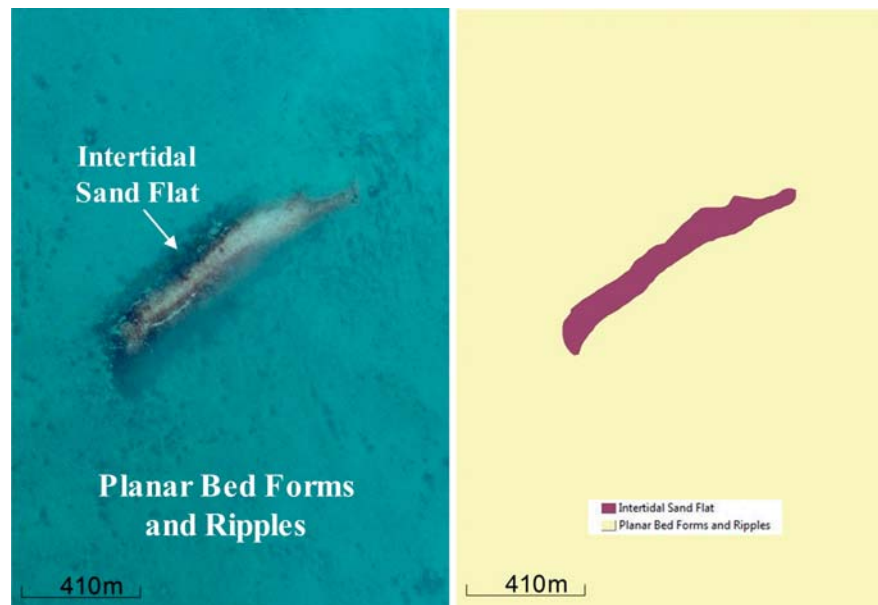 Intertidal
Sand Flat
Planar Bed Forms
and Ripples
410m
Intertidal Sand Flat
Planar Bed Forms and Ripples
410m